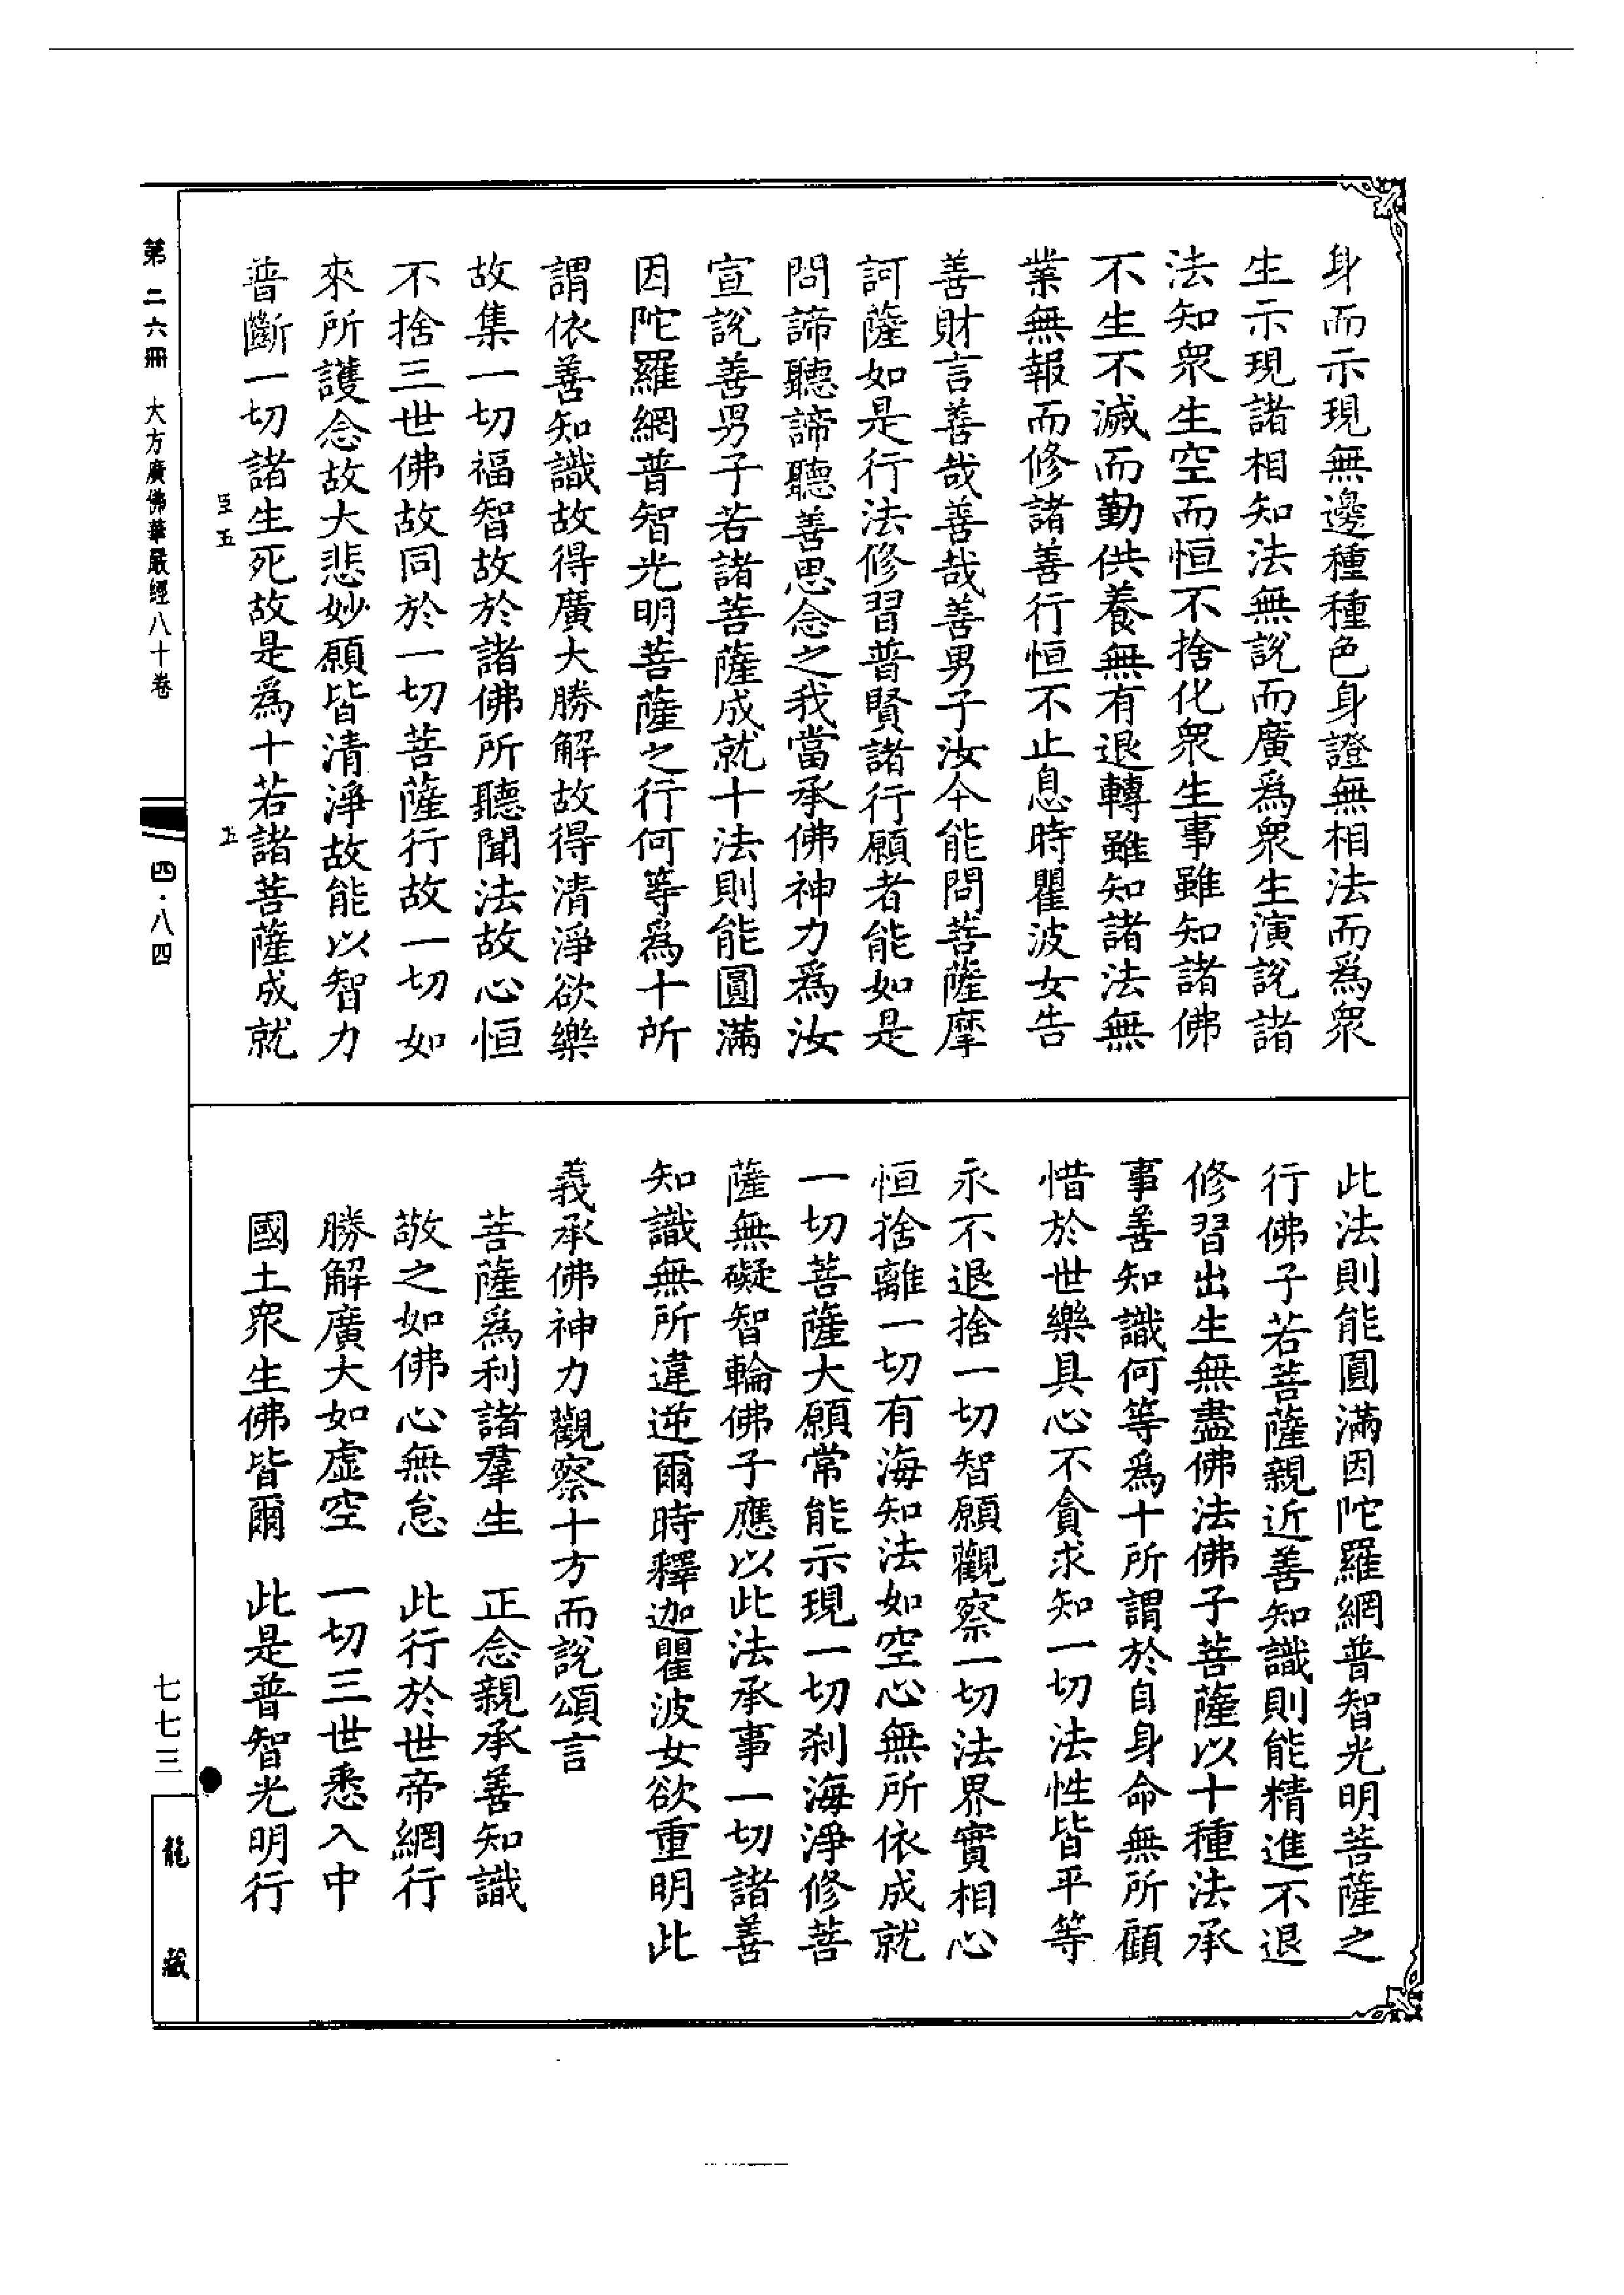 身而示現無邊種種色身證無相法而爲衆
生示現諸相知法無說而廣爲衆生演說諸
法知衆生空而恒不捨化衆生事雖知諸佛
不生不滅而勤供養無有退轉雖知諸法無
業無報而修諸善行恒不止息時瞿波女告
善財言善哉善哉善男子汝今能問菩薩摩
訶薩如是行法修習普賢諸行願者能如是
問諦聽諦聽善思念之我當承佛神力爲汝
宣說善男子若諸菩薩成就十法則能圓滿
因陀羅網普智光明菩薩之行何等爲十所
謂依善知識故得廣大勝解故得清淨欲樂
故集一切福智故於諸佛所聽聞法故心恒
不捨三世佛故同於一切菩薩行故一切如
來所護念故大悲妙願皆清淨故能以智力
普斷一切諸生死故是爲十若諸菩薩成就
此法則能圓滿因陀羅網普智光明菩薩之
行佛子若菩薩親近善知識則能精進不退
修習出生無盡佛法佛子菩薩以十種法承
事善知識何等爲十所謂於自身命無所顧
惜於世樂具心不貪求知一切法性皆平等
永不退捨一切智願觀察一切法界實相心
恒捨離一切有海知法如空心無所依成就
一切菩薩大願常能示現一切刹海淨修菩
薩無礙智輪佛子應以此法承事一切諸善
知識無所違逆爾時釋迦瞿波女欲重明此
義承佛神力觀察十方而說頌言
菩薩爲利諸羣生　正念親承善知識
敬之如佛心無怠　此行於世帝網行
勝解廣大如虛空　一切三世悉入中
國土衆生佛皆爾　此是普智光明行
五
五
第二六冊　大方廣佛華嚴經八十卷
四·八四
七七三
龍藏